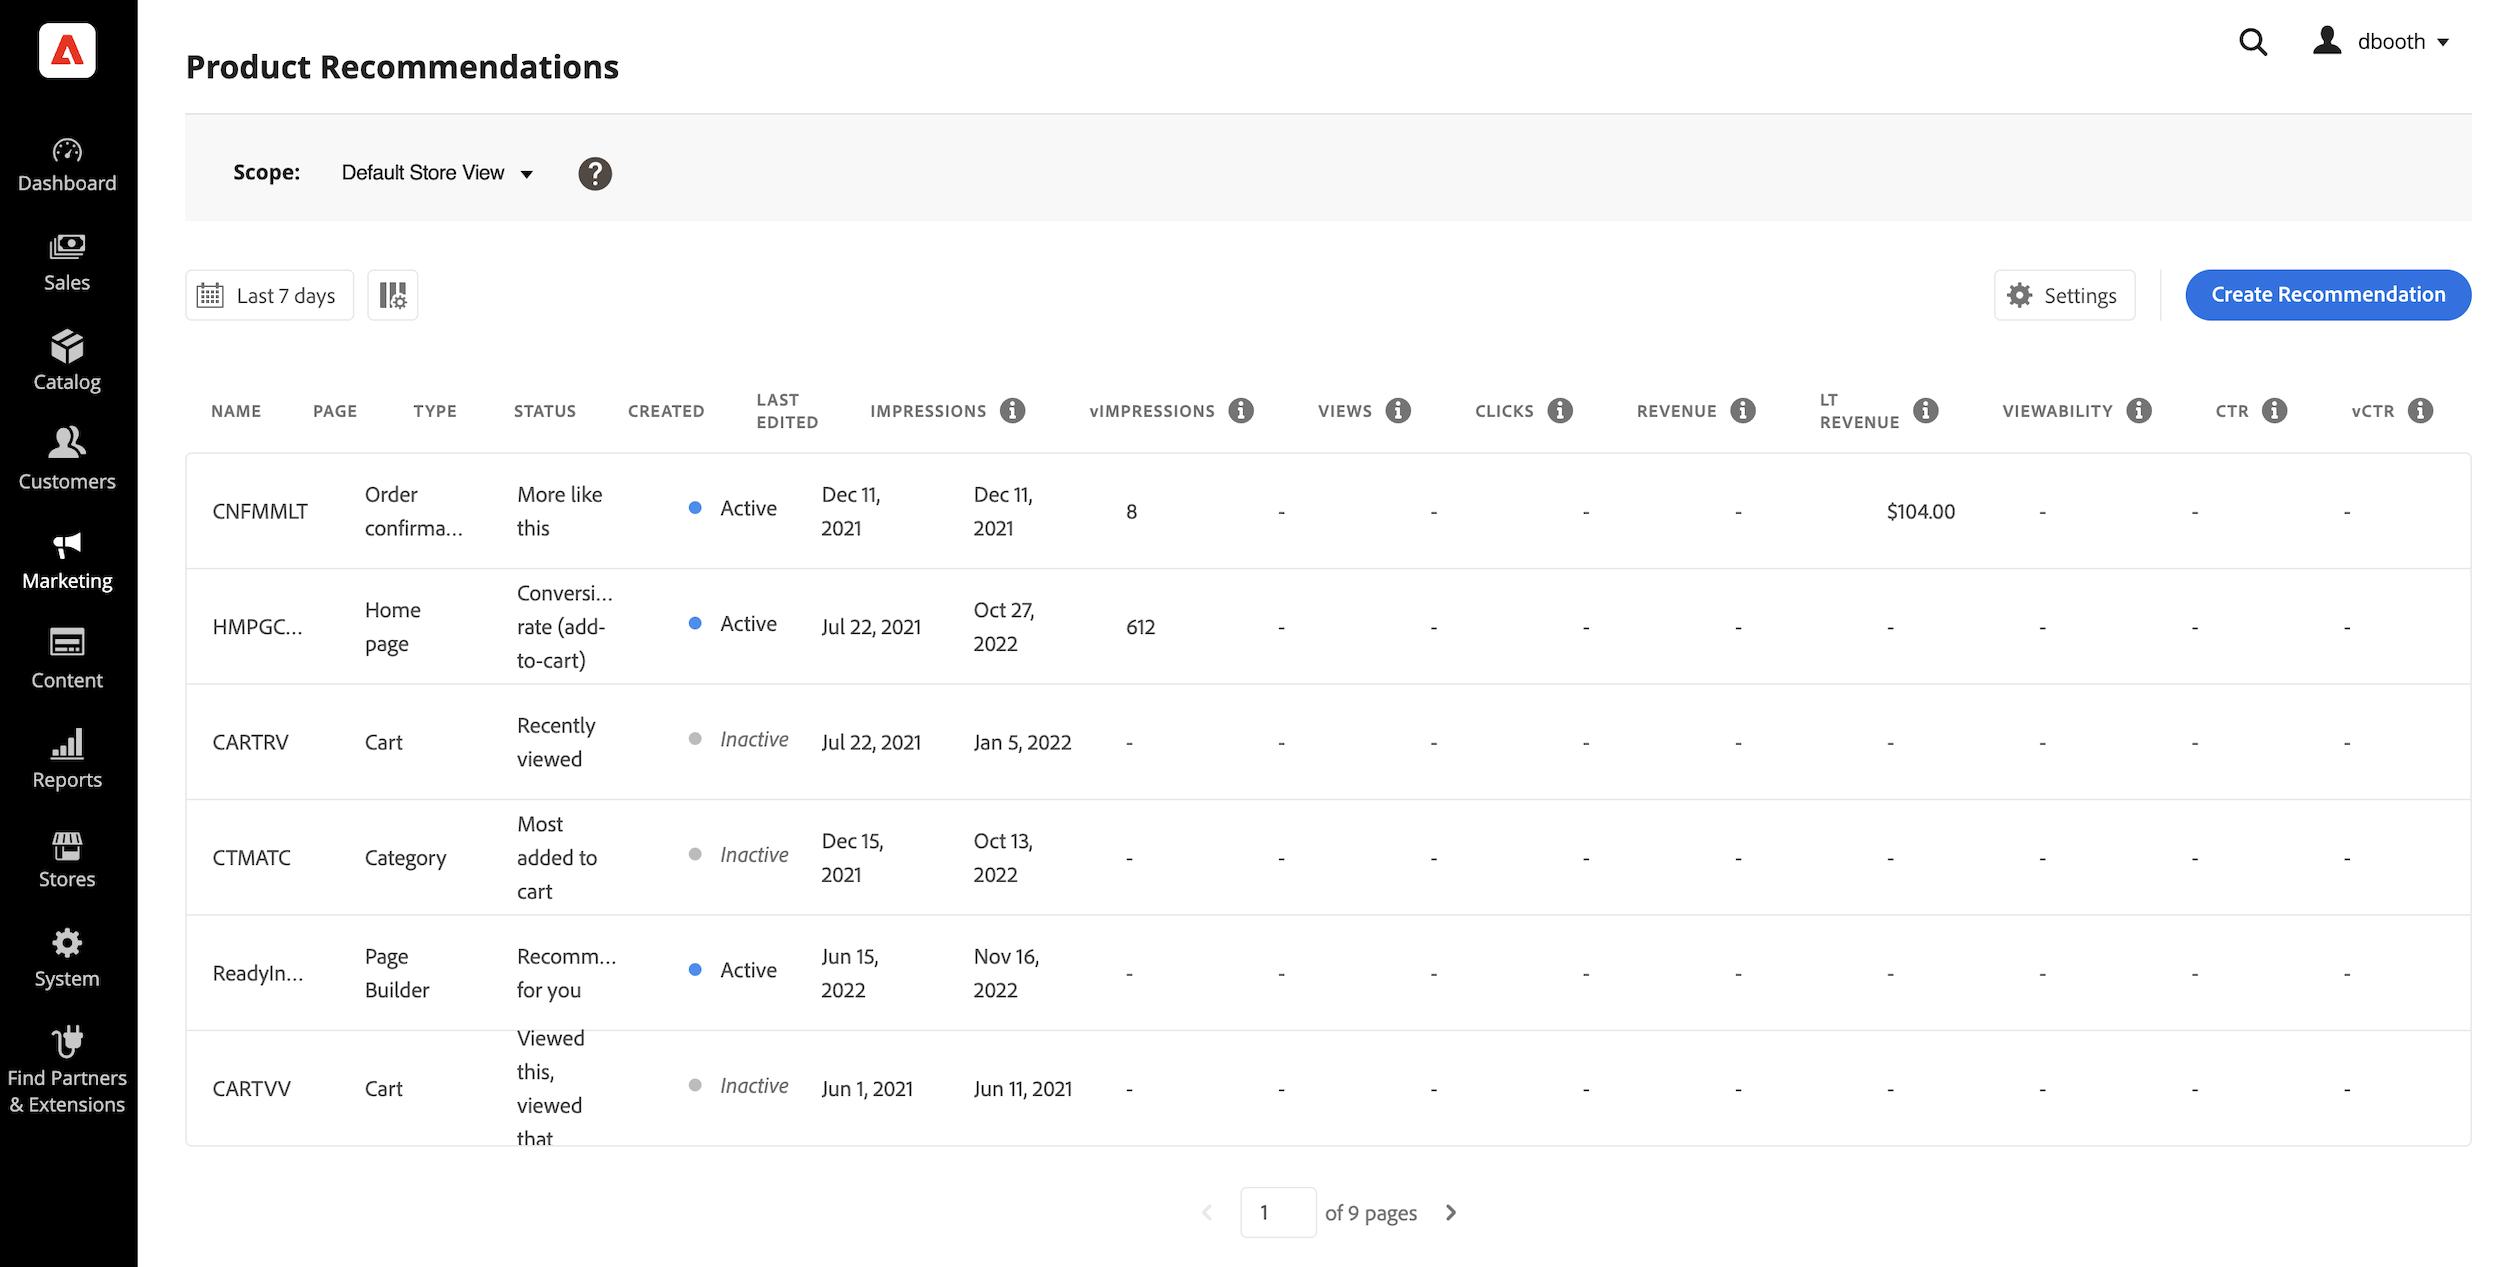 Product Recommendations
dbooth
Scope: Default Store View ?
Last 7 days
Settings
Create Recommendation
Dashboard
Sales
Catalog
Customers
Marketing
Content
Reports
Stores
System
Find Partners
& Extensions
NAME PAGE TYPE STATUS CREATED LAST EDITED IMPRESSIONS vIMPRESSIONS VIEWS CLICKS REVENUE LT REVENUE VIEWABILITY CTR vCTR
CNFMMLT Order confirma... More like this Active Dec 11, 2021 Dec 11, 2021 8 - - - - $104.00 - - -
HMPGC... Home page Conversi... rate (add-to-cart) Active Jul 22, 2021 Oct 27, 2022 612 - - - - - - - -
CARTRV Cart Recently viewed Inactive Jul 22, 2021 Jan 5, 2022 - - - - - - - - -
CTMATC Category Most added to cart Inactive Dec 15, 2021 Oct 13, 2022 - - - - - - - - -
ReadyIn... Page Builder Recomm... for you Active Jun 15, 2022 Nov 16, 2022 - - - - - - - - -
CARTVV Cart Viewed this, viewed that Inactive Jun 1, 2021 Jun 11, 2021 - - - - - - - - -
1 of 9 pages